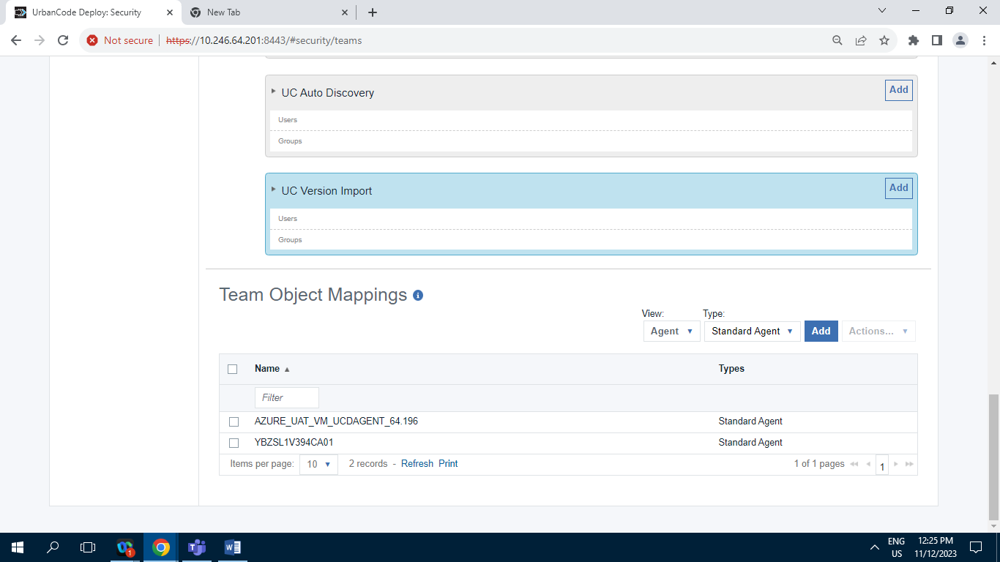 UrbanCode Deploy: Security
New Tab
Not secure
https://10.246.64.201:8443/#security/teams
UC Auto Discovery
Add
Users
Groups
UC Version Import
Add
Users
Groups
Team Object Mappings
View:
Type:
Agent
Standard Agent
Add
Actions...
Name
Types
Filter
AZURE_UAT_VM_UCDAGENT_64.196
Standard Agent
YBZSL1V394CA01
Standard Agent
Items per page:
10
2 records - Refresh Print
1 of 1 pages
1
1
ENG
US
12:25 PM
11/12/2023